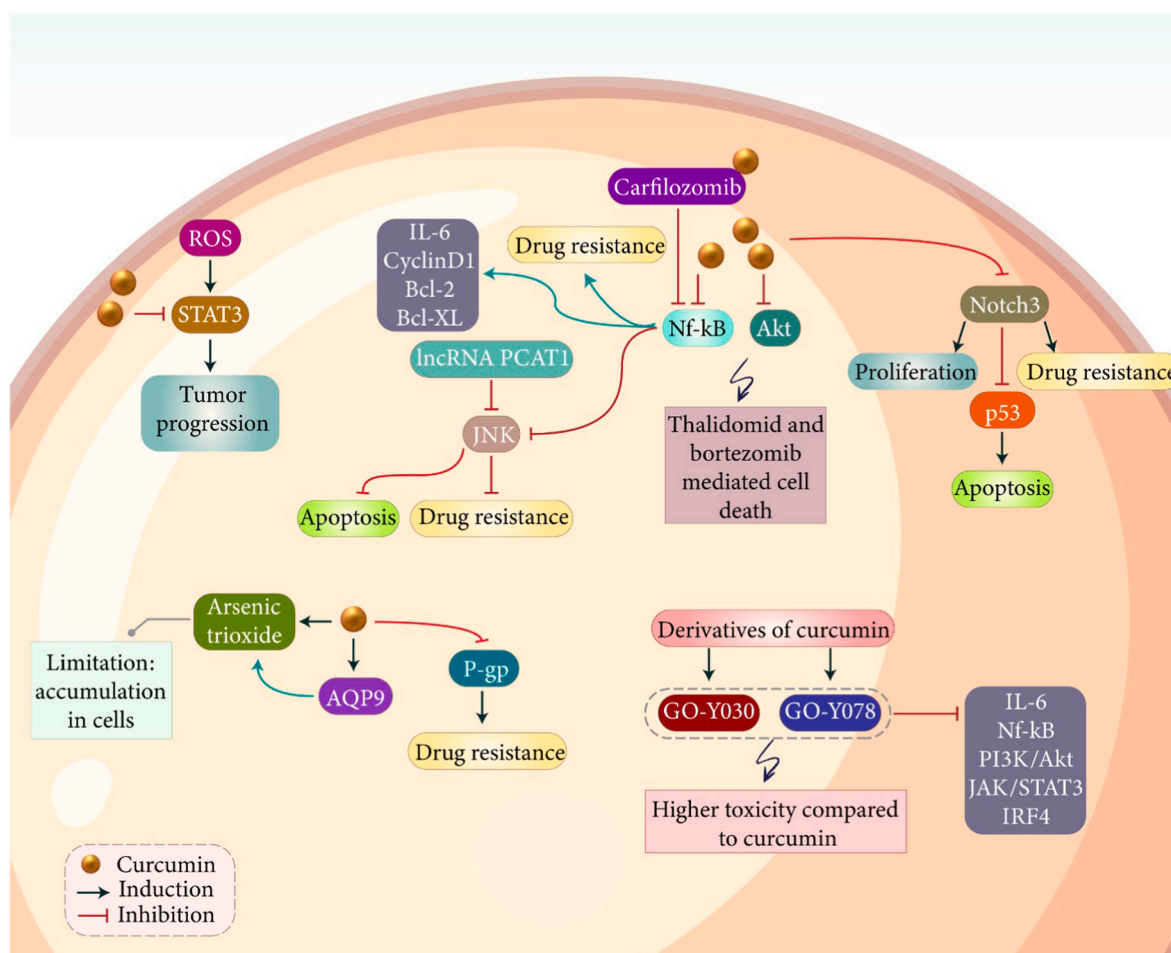 Carfilozomib
ROS
STAT3
Tumor
progression
IL-6
CyclinD1
Bcl-2
Bcl-XL
Drug resistance
Nf-kB
Akt
lncRNA PCAT1
JNK
Apoptosis
Drug resistance
Thalidomid and
bortezomib
mediated cell
death
Notch3
Proliferation
Drug resistance
p53
Apoptosis
Arsenic
trioxide
Limitation:
accumulation
in cells
AQP9
P-gp
Drug resistance
Derivatives of curcumin
GO-Y030
GO-Y078
Higher toxicity compared
to curcumin
IL-6
Nf-kB
PI3K/Akt
JAK/STAT3
IRF4
Curcumin
Induction
Inhibition